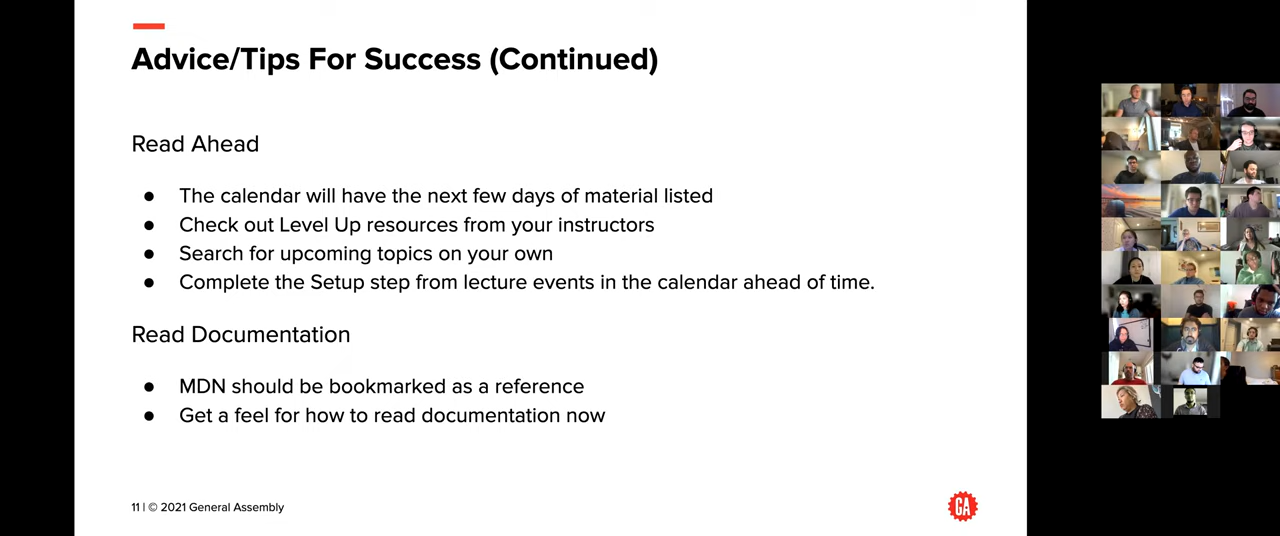 Advice/Tips For Success (Continued)
Read Ahead
● The calendar will have the next few days of material listed
● Check out Level Up resources from your instructors
● Search for upcoming topics on your own
● Complete the Setup step from lecture events in the calendar ahead of time.
Read Documentation
● MDN should be bookmarked as a reference
● Get a feel for how to read documentation now
11 | © 2021 General Assembly
GA